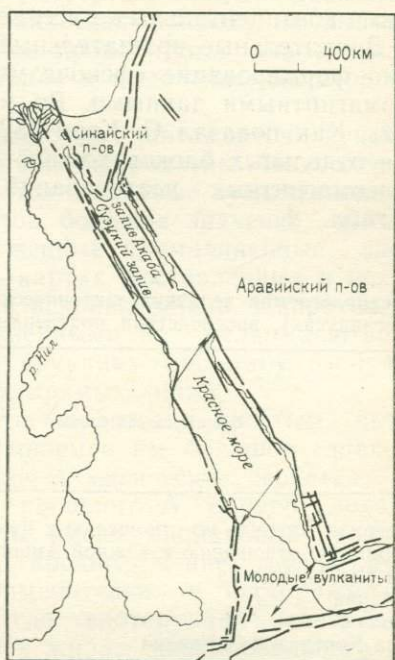 0 400км
Синайский
п-ов
залив Акаба
Суэцкий залив
Аравийский п-ов
р. Нил
Красное море
Молодые вулканиты